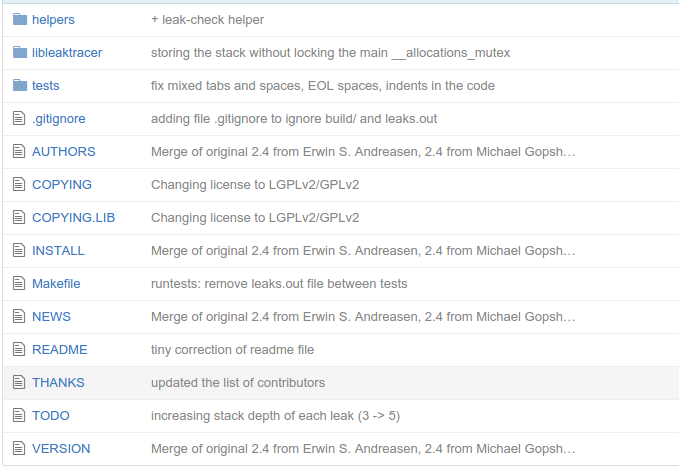 helpers + leak-check helper
libleaktracer storing the stack without locking the main __allocations_mutex
tests fix mixed tabs and spaces, EOL spaces, indents in the code
.gitignore adding file .gitignore to ignore build/ and leaks.out
AUTHORS Merge of original 2.4 from Erwin S. Andreasen, 2.4 from Michael Gopsh…
COPYING Changing license to LGPLv2/GPLv2
COPYING.LIB Changing license to LGPLv2/GPLv2
INSTALL Merge of original 2.4 from Erwin S. Andreasen, 2.4 from Michael Gopsh…
Makefile runtests: remove leaks.out file between tests
NEWS Merge of original 2.4 from Erwin S. Andreasen, 2.4 from Michael Gopsh…
README tiny correction of readme file
THANKS updated the list of contributors
TODO increasing stack depth of each leak (3 -> 5)
VERSION Merge of original 2.4 from Erwin S. Andreasen, 2.4 from Michael Gopsh…